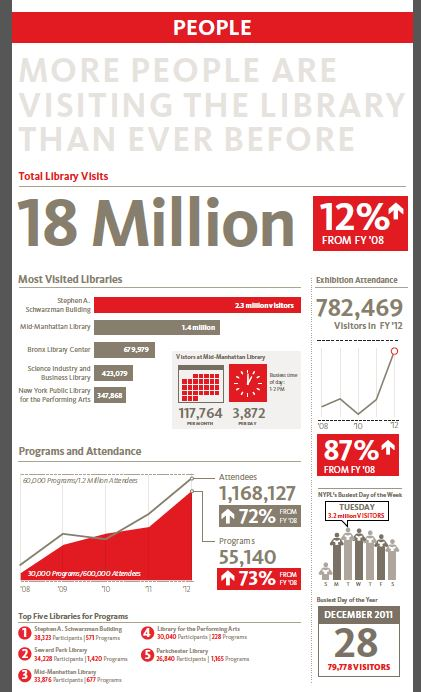 PEOPLE
MORE PEOPLE ARE
VISITING THE LIBRARY
THAN EVER BEFORE
Total Library Visits
18 Million
12%
FROM FY '08
Most Visited Libraries
Stephen A.
Schwarzman Building
2.3 million visitors
Mid-Manhattan Library
1.4 million
Bronx Library Center
679,979
Science Industry and
Business Library
423,079
New York Public Library
for the Performing Arts
347,868
Visitors at Mid-Manhattan Library
Busiest time
of day:
1-2 PM
117,764
PER MONTH
3,872
PER DAY
Exhibition Attendance
782,469
Visitors in FY '12
'08
'10
'12
87%
FROM FY '08
Programs and Attendance
60,000 Programs/1.2 Million Attendees
30,000 Programs/600,000 Attendees
'08
'09
'10
'11
'12
Attendees
1,168,127
72% FROM FY '08
Programs
55,140
73% FROM FY '08
NYPL's Busiest Day of the Week
TUESDAY
3.2 million VISITORS
S M T W T F S
Busiest Day of the Year
DECEMBER 2011
28
79,778 VISITORS
Top Five Libraries for Programs
1 Stephen A. Schwarzman Building
38,323 Participants | 571 Programs
2 Seward Park Library
34,228 Participants | 1,420 Programs
3 Mid-Manhattan Library
33,876 Participants | 677 Programs
4 Library for the Performing Arts
30,040 Participants | 228 Programs
5 Parkchester Library
26,840 Participants | 1,165 Programs